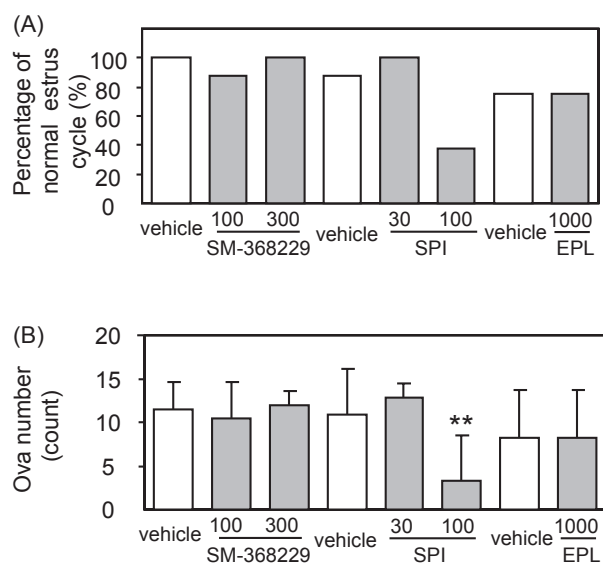 (A)
Percentage of
normal estrus
cycle (%)
100
80
60
40
20
0
vehicle 100 300 vehicle 30 100 vehicle 1000
SM-368229 SPI EPL
(B)
Ova number
(count)
20
15
10
5
0
**
vehicle 100 300 vehicle 30 100 vehicle 1000
SM-368229 SPI EPL